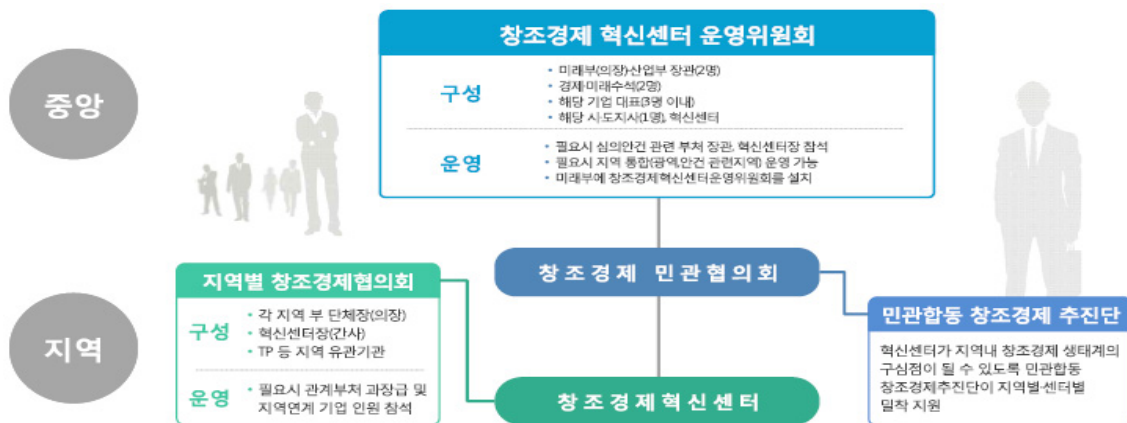 중앙
창조경제 혁신센터 운영위원회
구성
• 미래부(의장)·산업부 장관(2명)
• 경제·미래수석(2명)
• 해당 기업 대표(3명 이내)
• 해당 시·도지사(1명), 혁신센터
운영
• 필요시 심의안건 관련 부처 장관, 혁신센터장 참석
• 필요시 지역 통합(광역,안건 관련지역) 운영 가능
• 미래부에 창조경제혁신센터운영위원회를 설치
창조경제 민관협의회
지역
지역별 창조경제협의회
구성
• 각 지역 부 단체장(의장)
• 혁신센터장(간사)
• TP 등 지역 유관기관
운영
• 필요시 관계부처 과장급 및
지역연계 기업 인원 참석
창조경제혁신센터
민관합동 창조경제 추진단
혁신센터가 지역내 창조경제 생태계의
구심점이 될 수 있도록 민관합동
창조경제추진단이 지역별·센터별
밀착 지원